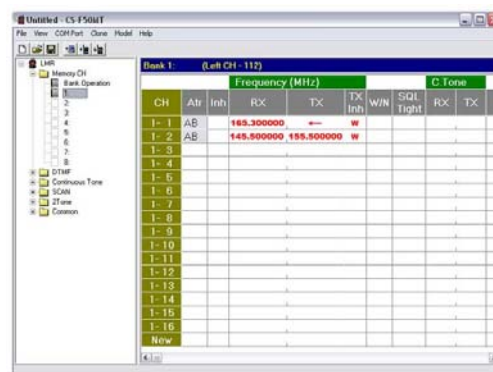 Untitled - CS-F50MT
File View COM Port Clone Model Help
LMR
Memory CH
Bank Operation
1
2
3
4
5
6
7
8
DTMF
Continuous Tone
SCAN
2Tone
Common
Bank 1: (Left CH - 112)
Frequency (MHz) C.Tone
CH Atr Inh RX TX TX Inh W/N SQL Tight RX TX
1- 1 AB 165.300000 ← W
1- 2 AB 145.500000 155.500000 W
1- 3
1- 4
1- 5
1- 6
1- 7
1- 8
1- 9
1- 10
1- 11
1- 12
1- 13
1- 14
1- 15
1- 16
New